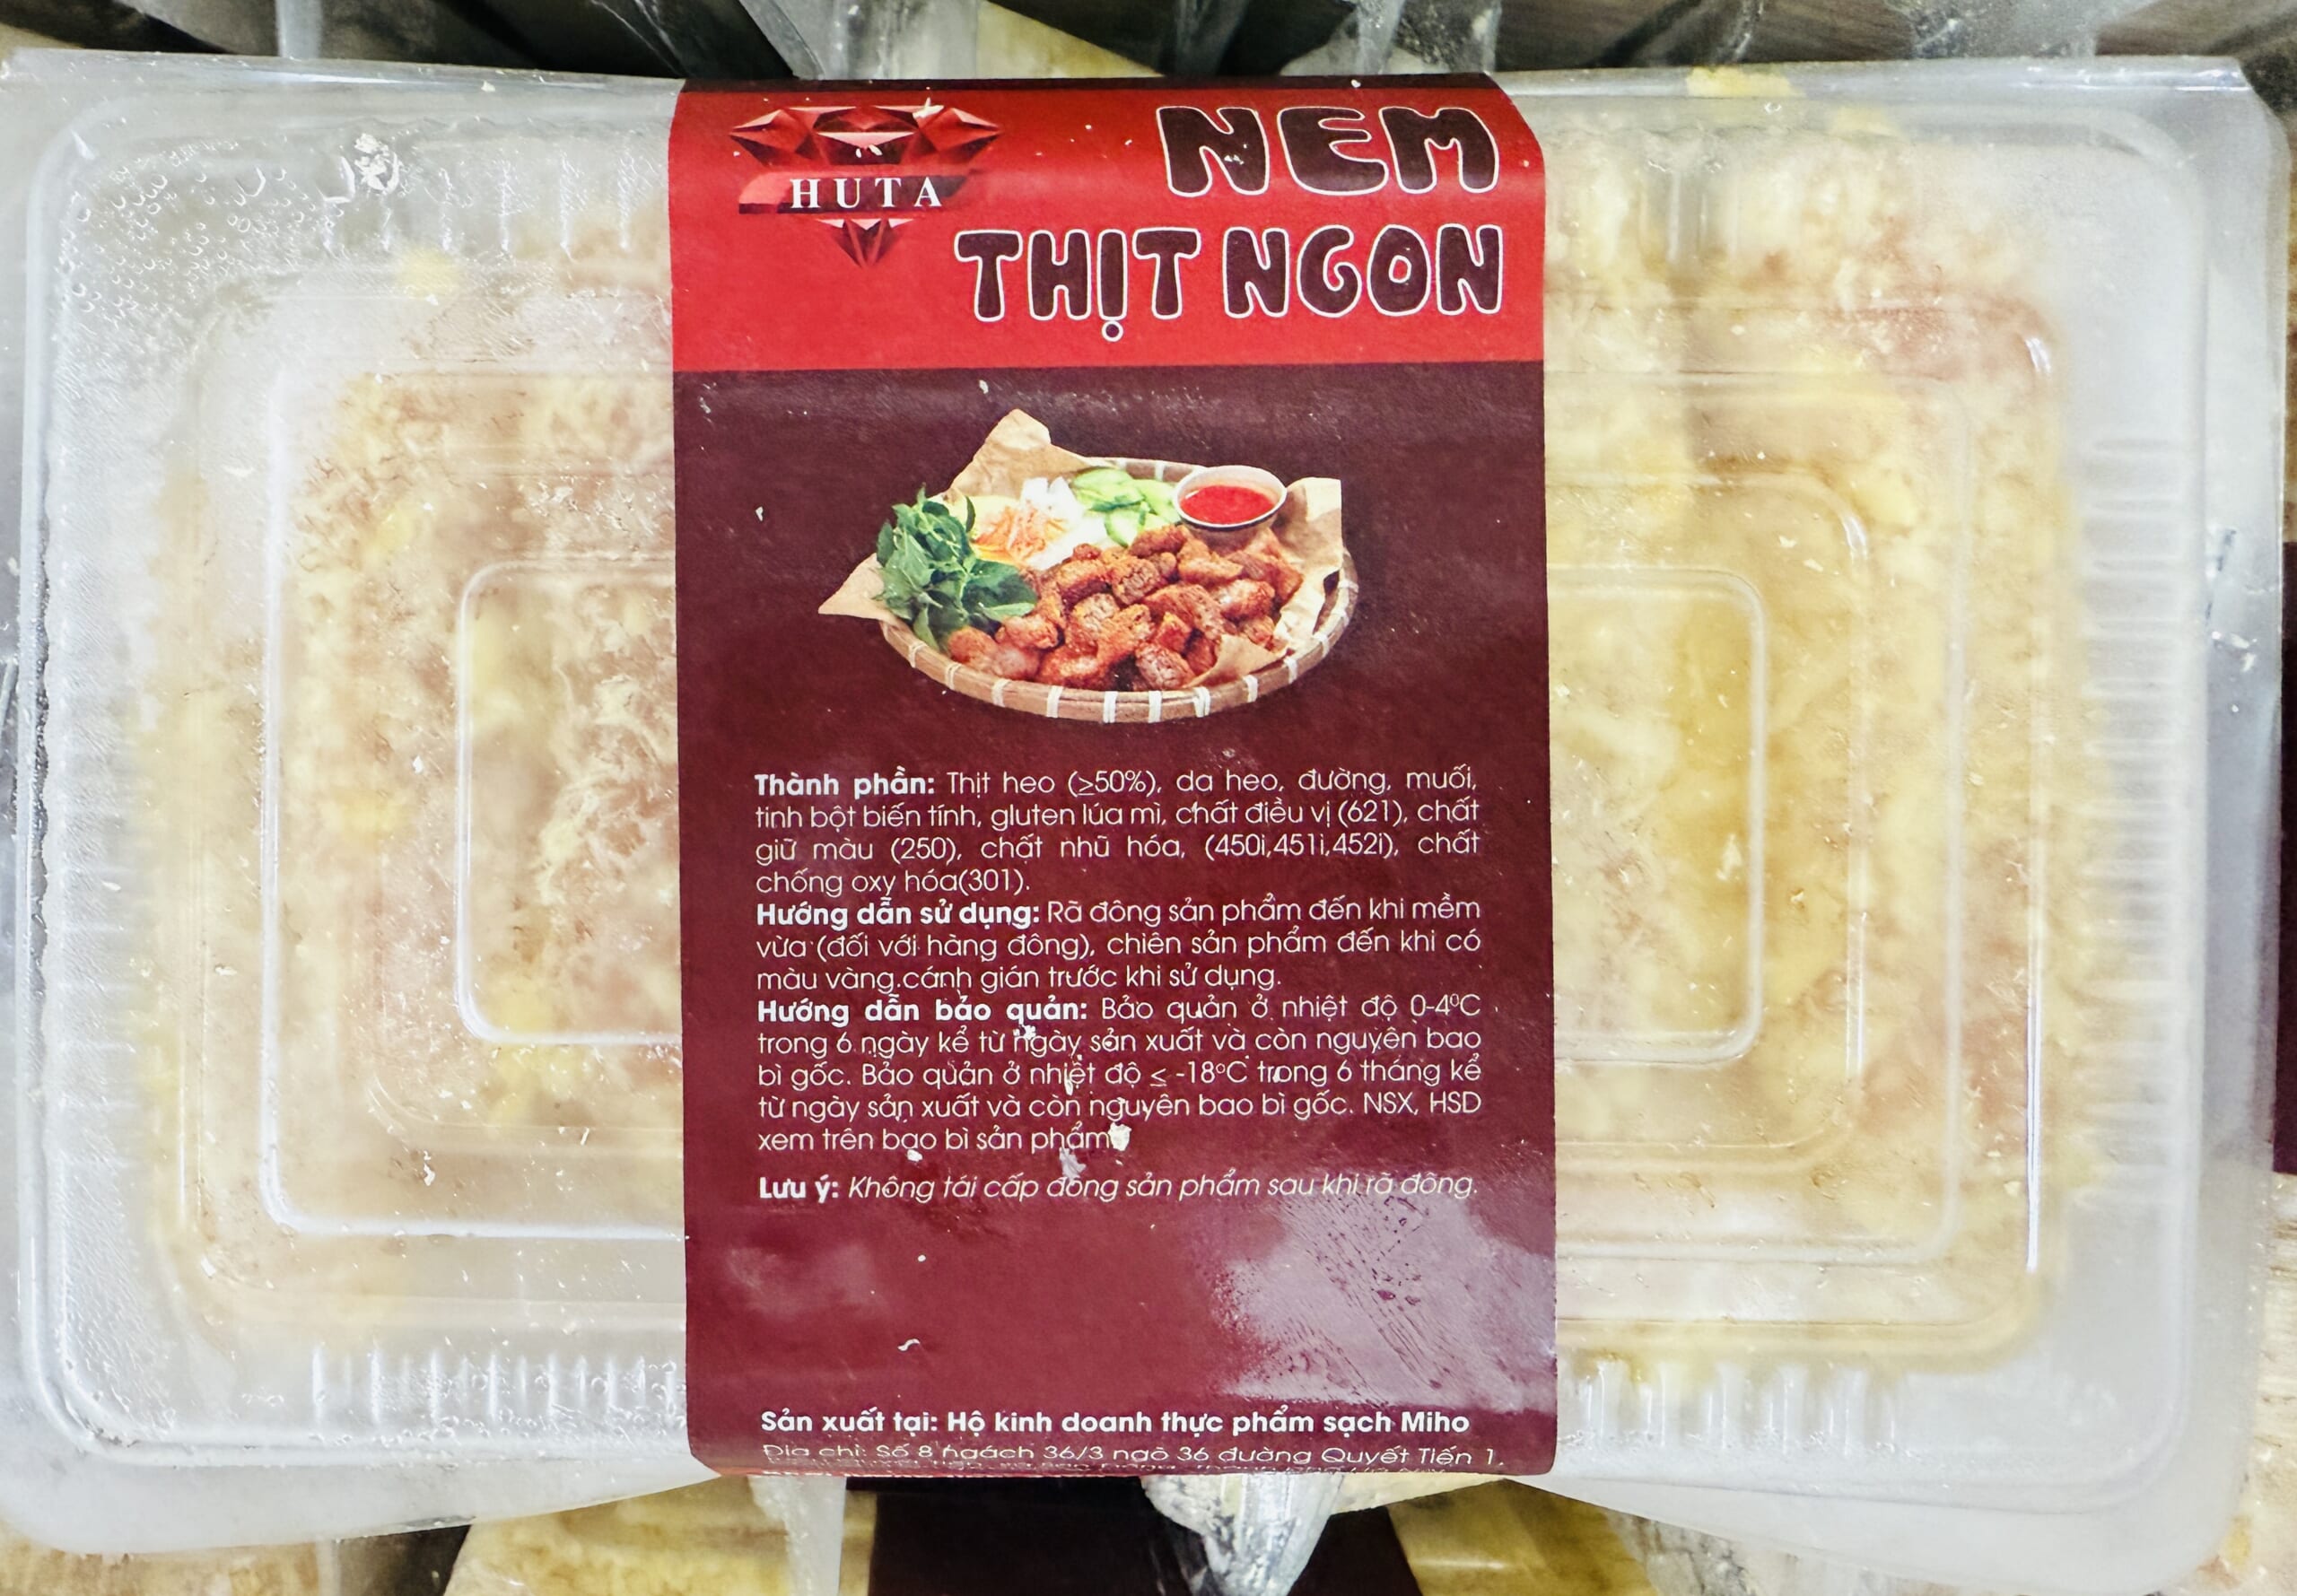 HUTA
NEM
THỊT NGON
Thành phần: Thịt heo (≥50%), da heo, đường, muối,
tinh bột biến tính, gluten lúa mì, chất điều vị (621), chất
giữ màu (250), chất nhũ hóa, (450i,451i,452i), chất
chống oxy hóa(301).
Hướng dẫn sử dụng: Rã đông sản phẩm đến khi mềm
vừa (đối với hàng đông), chiên sản phẩm đến khi có
màu vàng cánh gián trước khi sử dụng.
Hướng dẫn bảo quản: Bảo quản ở nhiệt độ 0-4⁰C
trong 6 ngày kể từ ngày sản xuất và còn nguyên bao
bì gốc. Bảo quản ở nhiệt độ ≤ -18°C trong 6 tháng kể
từ ngày sản xuất và còn nguyên bao bì gốc. NSX, HSD
xem trên bao bì sản phẩm
Lưu ý: Không tái cấp đông sản phẩm sau khi rã đông.
Sản xuất tại: Hộ kinh doanh thực phẩm sạch Miho
Địa chỉ: Số 8 ngách 36/3 ngõ 36 đường Quyết Tiến 1,